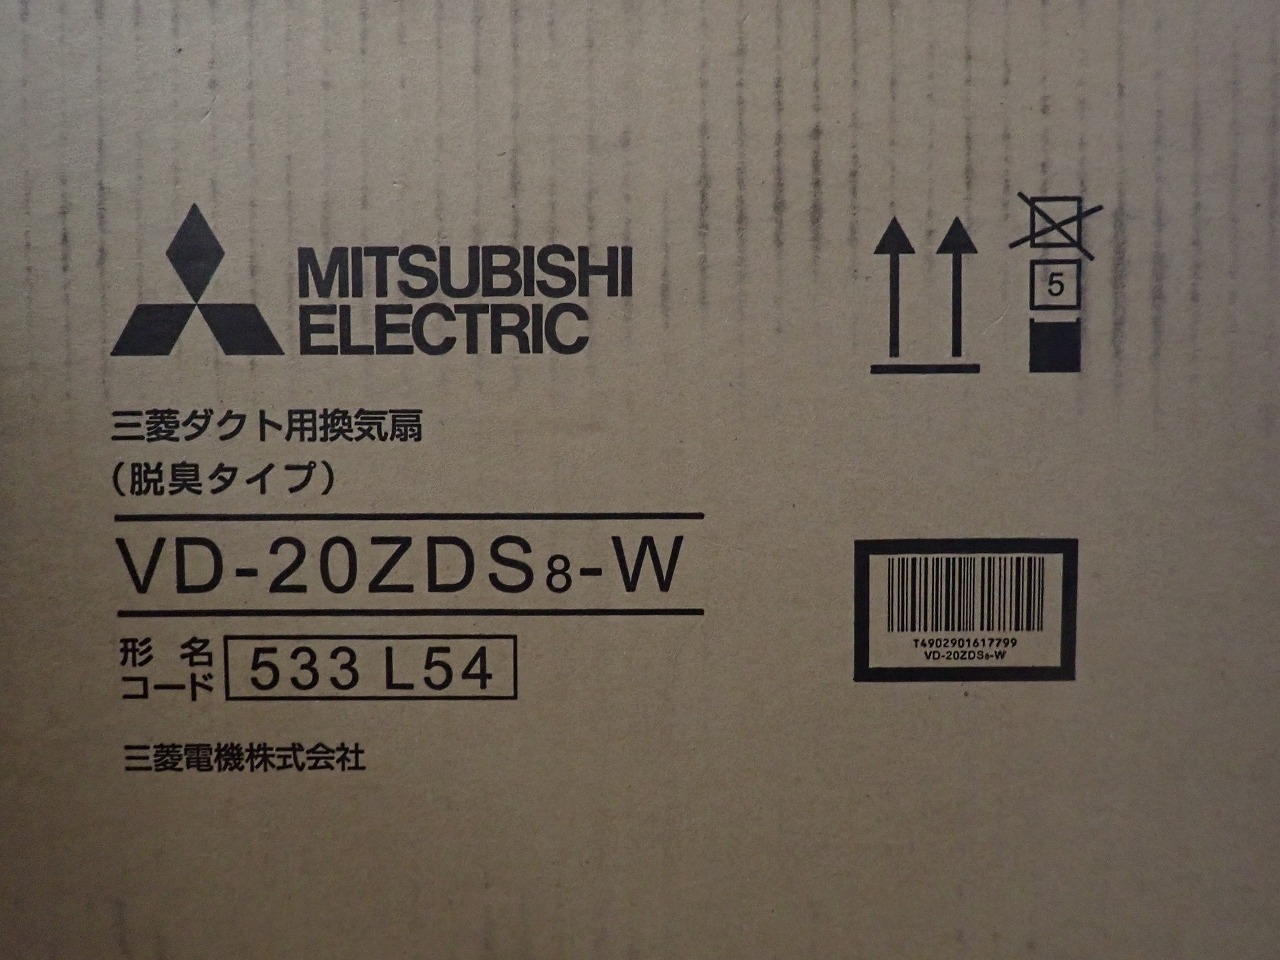 MITSUBISHI
ELECTRIC
5
三菱ダクト用換気扇
(脱臭タイプ)
VD-20ZDS8-W
形名
コード
533 L54
T4902901617799
VD-20ZDS8-W
三菱電機株式会社